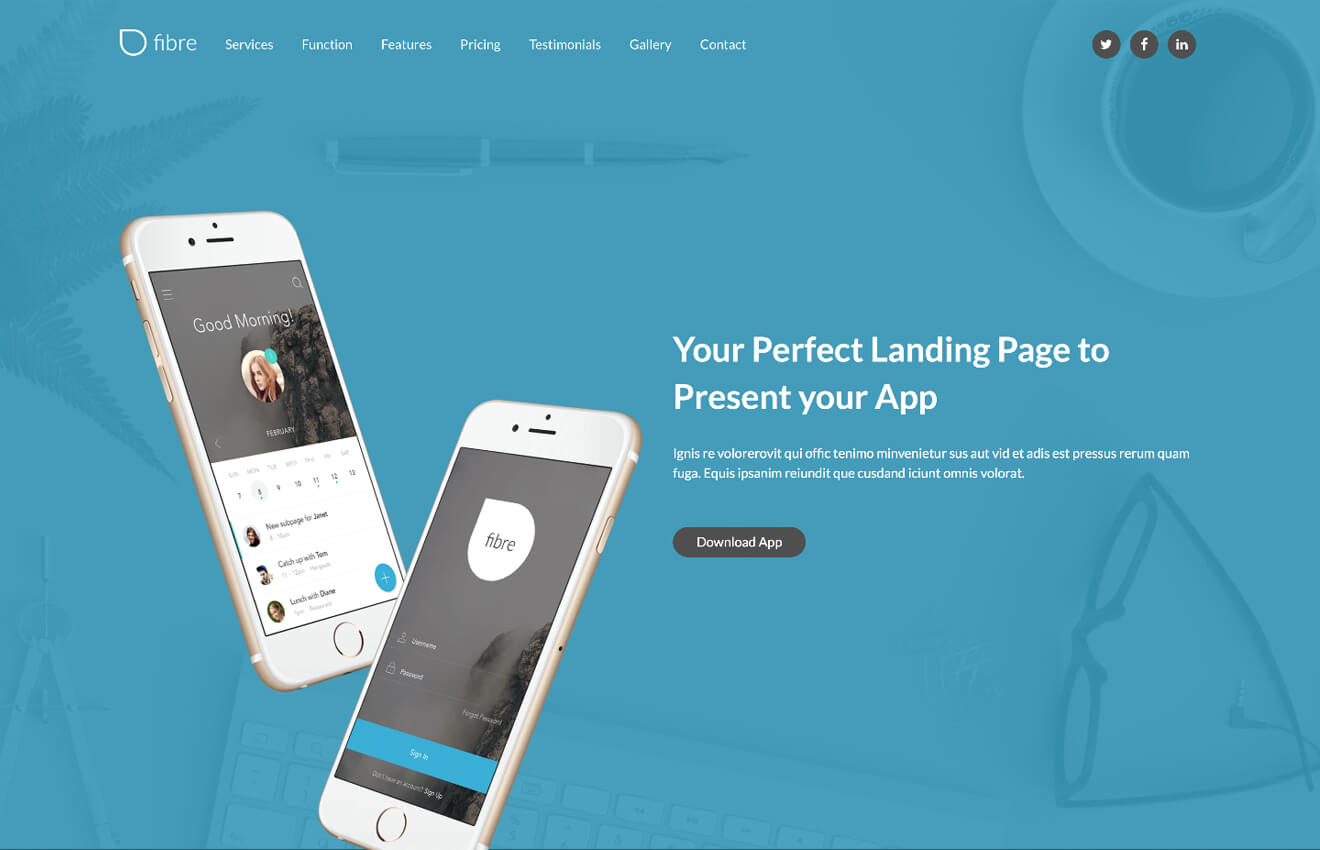 fibre
Services
Function
Features
Pricing
Testimonials
Gallery
Contact
Good Morning!
FEBRUARY
SUN MON TUE WED THU FRI SAT
7 8 9 10 11 12 13
New subpage for Janet
8 - 10am
Catch up with Tom
11 - 12pm Hangouts
Lunch with Diane
Restaurant
fibre
Username
Password
Forgot Password
Sign In
Don't have an account? Sign Up
Your Perfect Landing Page to
Present your App
Ignis re volorerovit qui offic tenimo minvenietur sus aut vid et adis est pressus rerum quam
fuga. Equis ipsanim reiundit que cusdand iciunt omnis volorat.
Download App